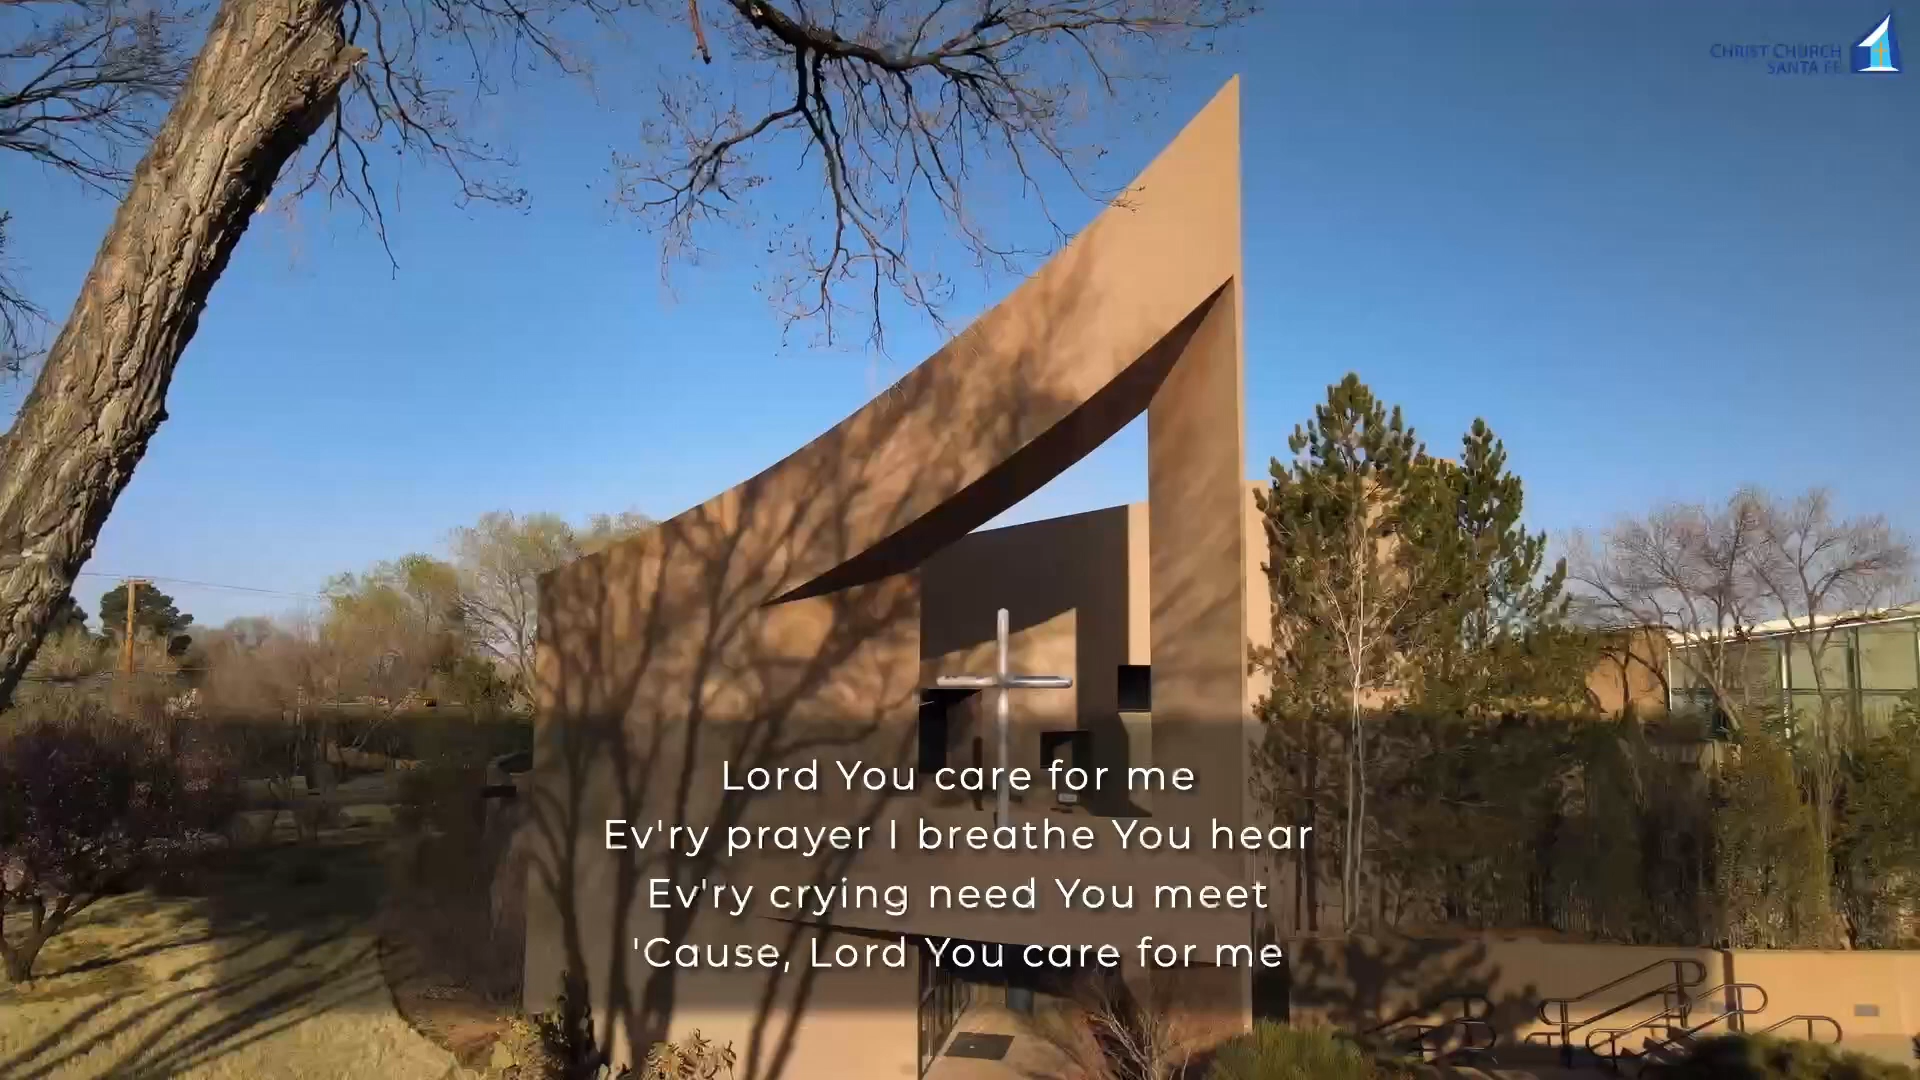 CHRIST CHURCH
SANTA FE
Lord You care for me
Ev'ry prayer I breathe You hear
Ev'ry crying need You meet
'Cause, Lord You care for me